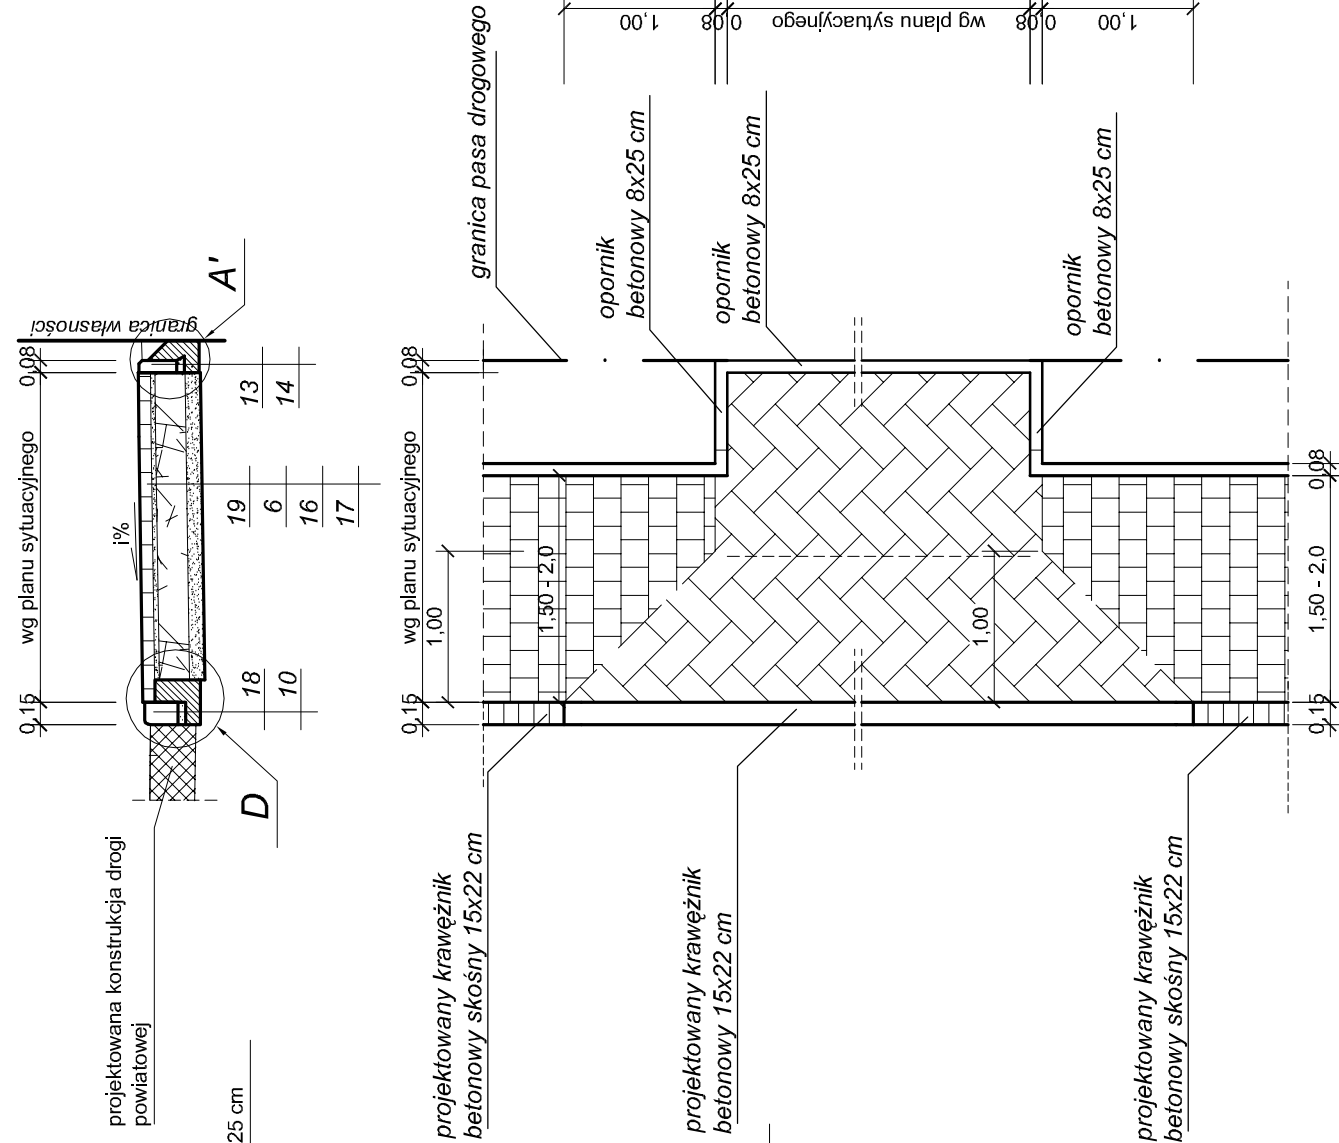 1,00
0,08
wg planu sytuacyjnego
0,08
1,00
granica pasa drogowego
opornik
betonowy 8x25 cm
opornik
betonowy 8x25 cm
opornik
betonowy 8x25 cm
A'
granica własności
0,08
wg planu sytuacyjnego
0,15
i%
13
14
19
6
16
17
18
10
D
projektowana konstrukcja drogi
powiatowej
25 cm
0,08
wg planu sytuacyjnego
0,15
1,00
1,50 - 2,0
1,00
0,08
1,50 - 2,0
0,15
projektowany krawężnik
betonowy skośny 15x22 cm
projektowany krawężnik
betonowy 15x22 cm
projektowany krawężnik
betonowy skośny 15x22 cm